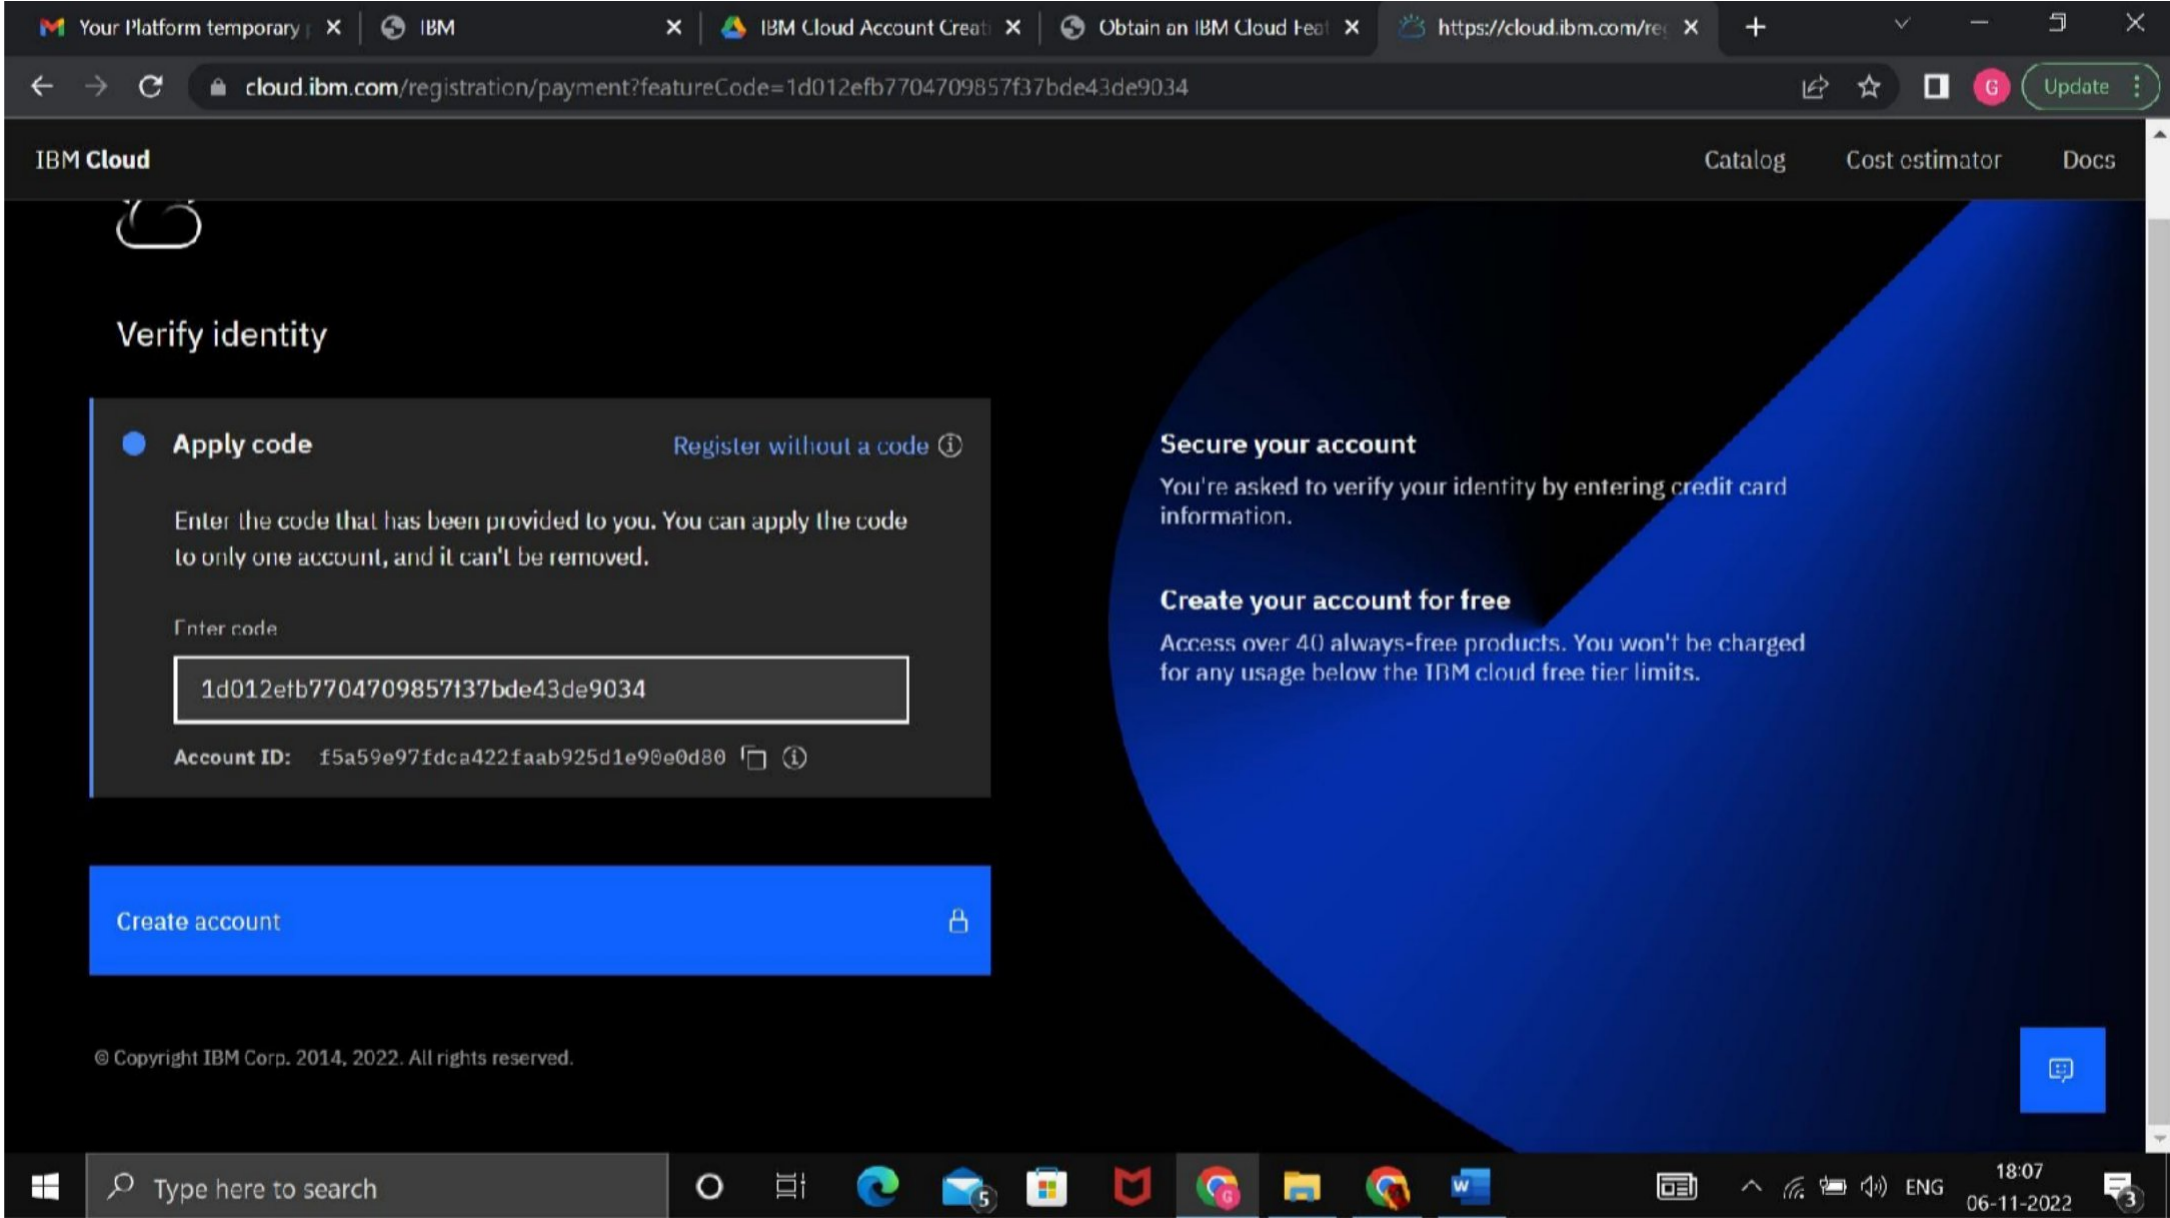 Your Platform temporary p
IBM
IBM Cloud Account Creati
Obtain an IBM Cloud Feat
https://cloud.ibm.com/reg
cloud.ibm.com/registration/payment?featureCode=1d012efb7704709857f37bde43de9034
G
Update
IBM Cloud
Catalog
Cost estimator
Docs
Verify identity
Apply code
Register without a code
Enter the code that has been provided to you. You can apply the code
to only one account, and it can't be removed.
Enter code
1d012efb7704709857f37bde43de9034
Account ID: f5a59e97fdca422faab925d1e90e0d80
Create account
© Copyright IBM Corp. 2014, 2022. All rights reserved.
Secure your account
You're asked to verify your identity by entering credit card
information.
Create your account for free
Access over 40 always-free products. You won't be charged
for any usage below the IBM cloud free tier limits.
Type here to search
5
G
W
ENG
18:07
06-11-2022
3